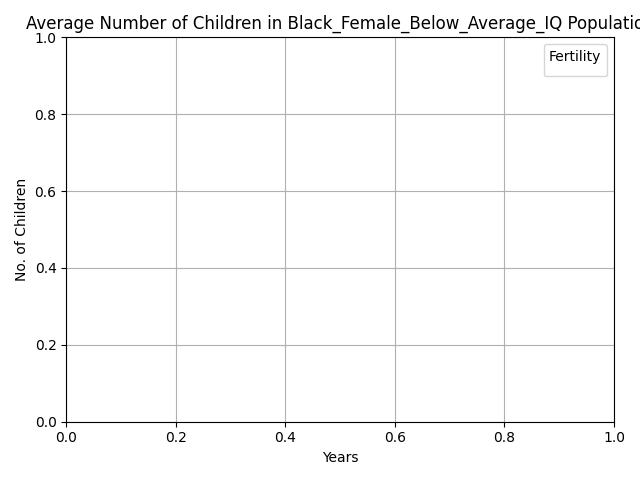 Average Number of Children in Black_Female_Below_Average_IQ Populatio
Fertility
No. of Children
1.0
0.8
0.6
0.4
0.2
0.0
0.0 0.2 0.4 0.6 0.8 1.0
Years